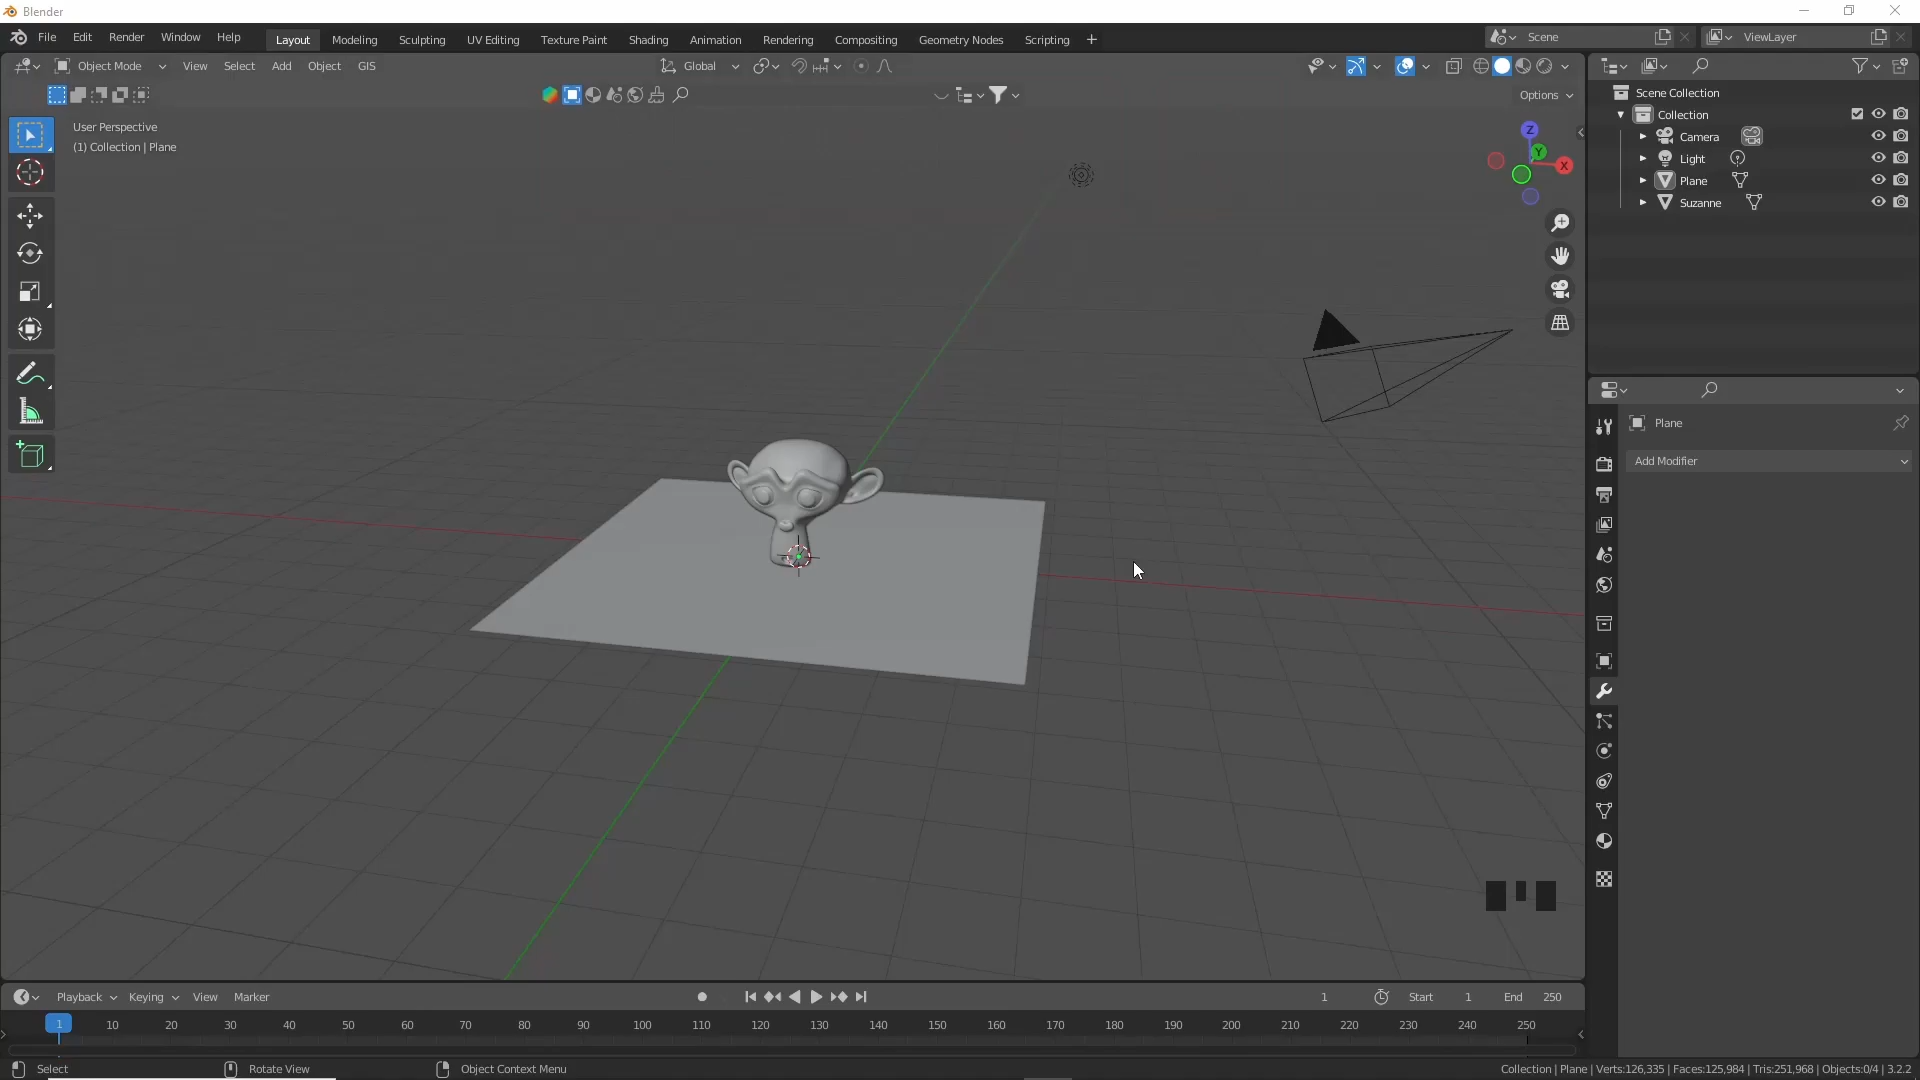 Blender
File Edit Render Window Help Layout Modeling Sculpting UV Editing Texture Paint Shading Animation Rendering Compositing Geometry Nodes Scripting + Scene ViewLayer
Object Mode View Select Add Object GIS Global
Options
User Perspective
(1) Collection | Plane
Z
Y
X
Scene Collection
Collection
Camera
Light
Plane
Suzanne
Plane
Add Modifier
Playback Keying View Marker 1 Start 1 End 250
1 10 20 30 40 50 60 70 80 90 100 110 120 130 140 150 160 170 180 190 200 210 220 230 240 250
Select Rotate View Object Context Menu Collection | Plane | Verts:126,335 | Faces:125,984 | Tris:251,968 | Objects:0/4 | 3.2.2